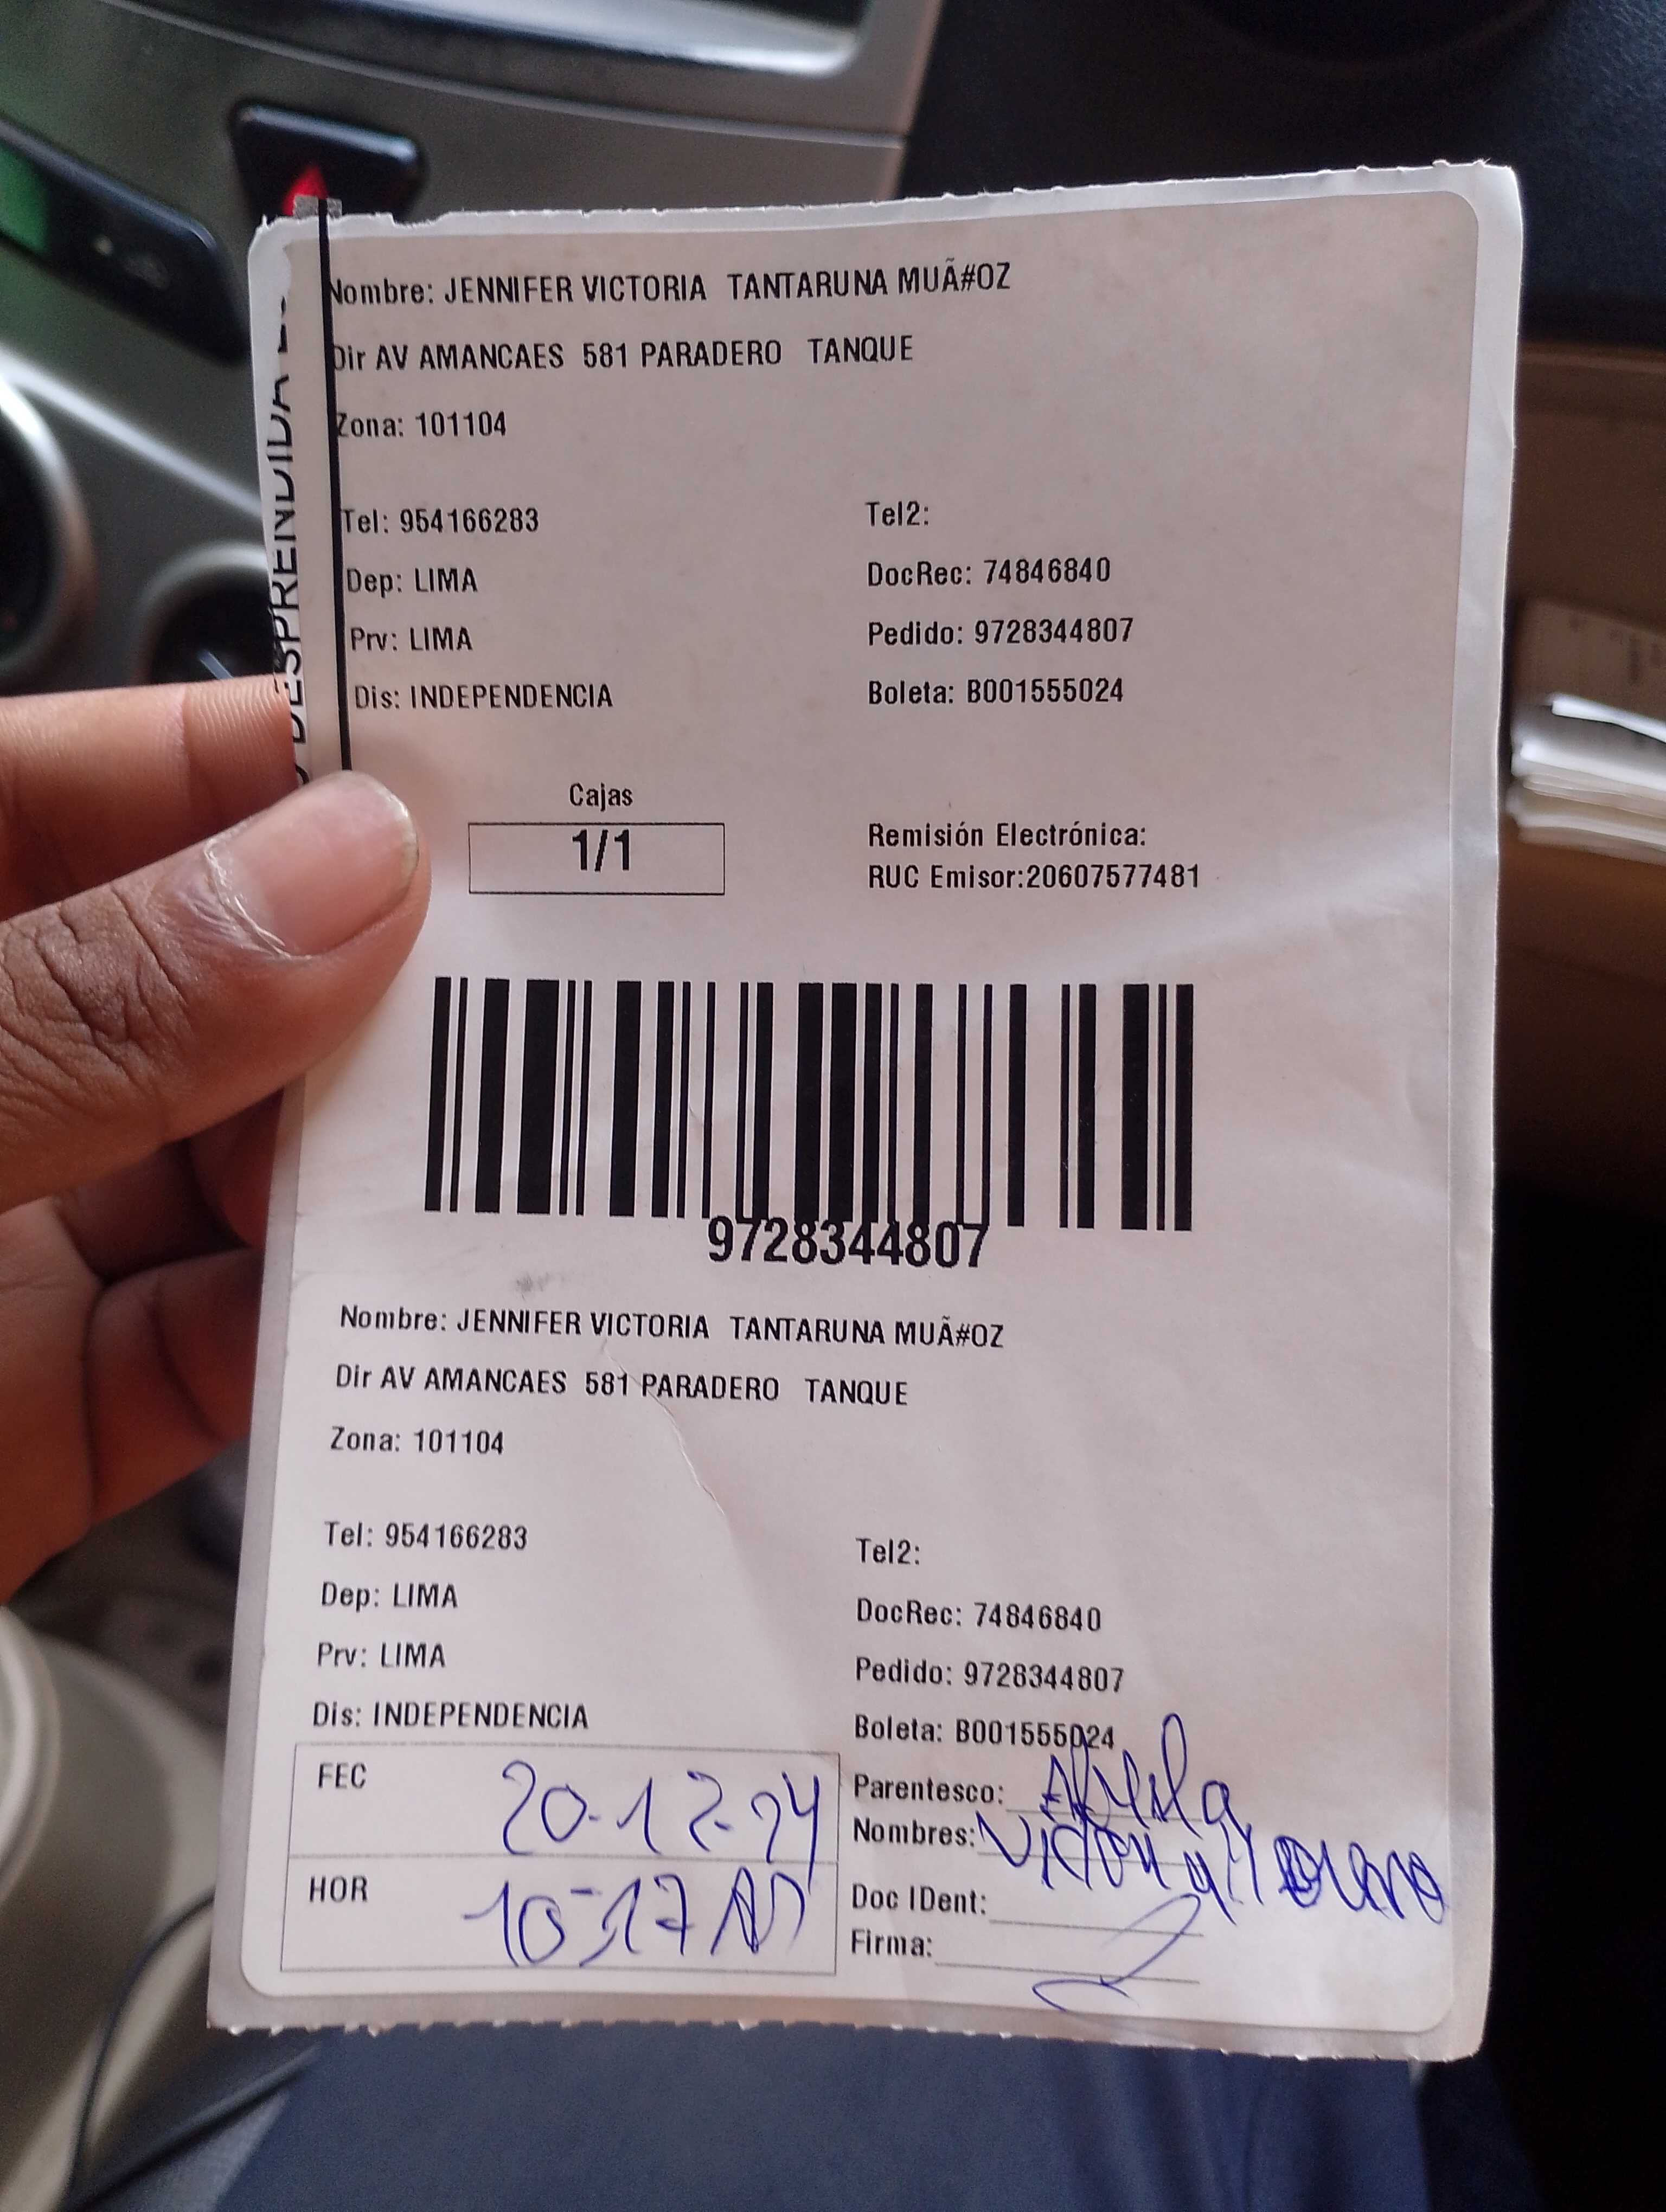 DESPRENDIDA
Nombre: JENNIFER VICTORIA TANTARUNA MUÃ#OZ
Dir AV AMANCAES 581 PARADERO TANQUE
Zona: 101104
Tel: 954166283 Tel2:
Dep: LIMA DocRec: 74846840
Prv: LIMA Pedido: 9728344807
Dis: INDEPENDENCIA Boleta: B001555024
Cajas
1/1
Remisión Electrónica:
RUC Emisor:20607577481
9728344807
Nombre: JENNIFER VICTORIA TANTARUNA MUÃ#OZ
Dir AV AMANCAES 581 PARADERO TANQUE
Zona: 101104
Tel: 954166283 Tel2:
Dep: LIMA DocRec: 74846840
Prv: LIMA Pedido: 9728344807
Dis: INDEPENDENCIA Boleta: B001555024
FEC 20-12-24
Parentesco:
Nombres: Victoria
HOR 10:17
Doc IDent:
Firma: